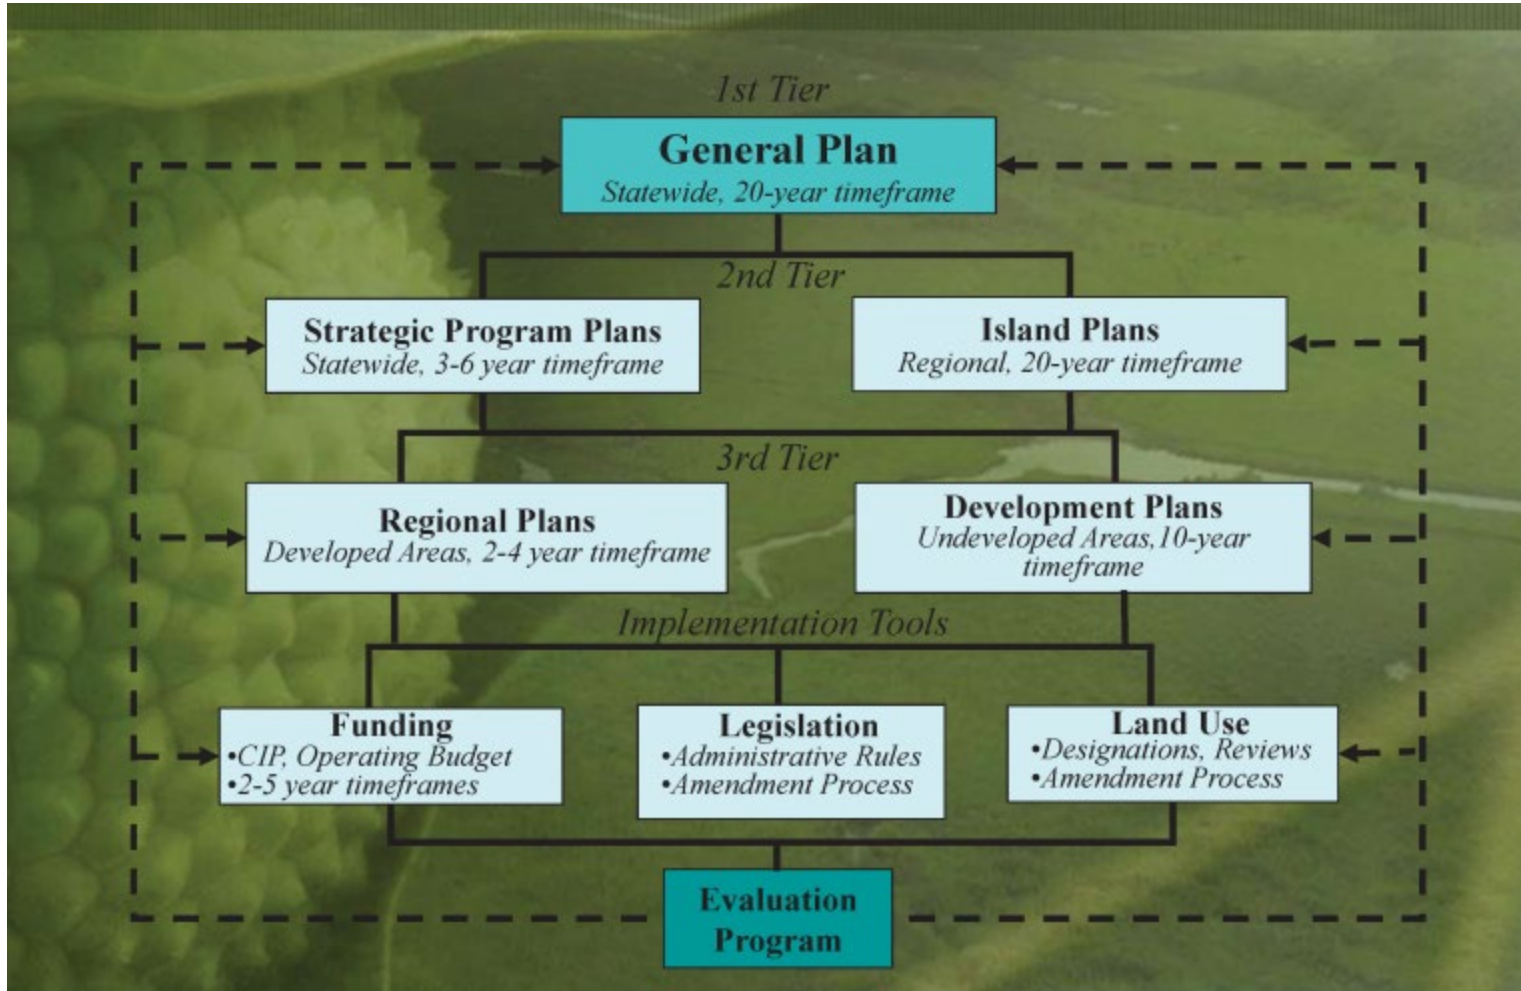 1st Tier
General Plan
Statewide, 20-year timeframe
2nd Tier
Strategic Program Plans
Statewide, 3-6 year timeframe
Island Plans
Regional, 20-year timeframe
3rd Tier
Regional Plans
Developed Areas, 2-4 year timeframe
Development Plans
Undeveloped Areas,10-year
timeframe
Implementation Tools
Funding
•CIP, Operating Budget
•2-5 year timeframes
Legislation
•Administrative Rules
•Amendment Process
Land Use
•Designations, Reviews
•Amendment Process
Evaluation
Program